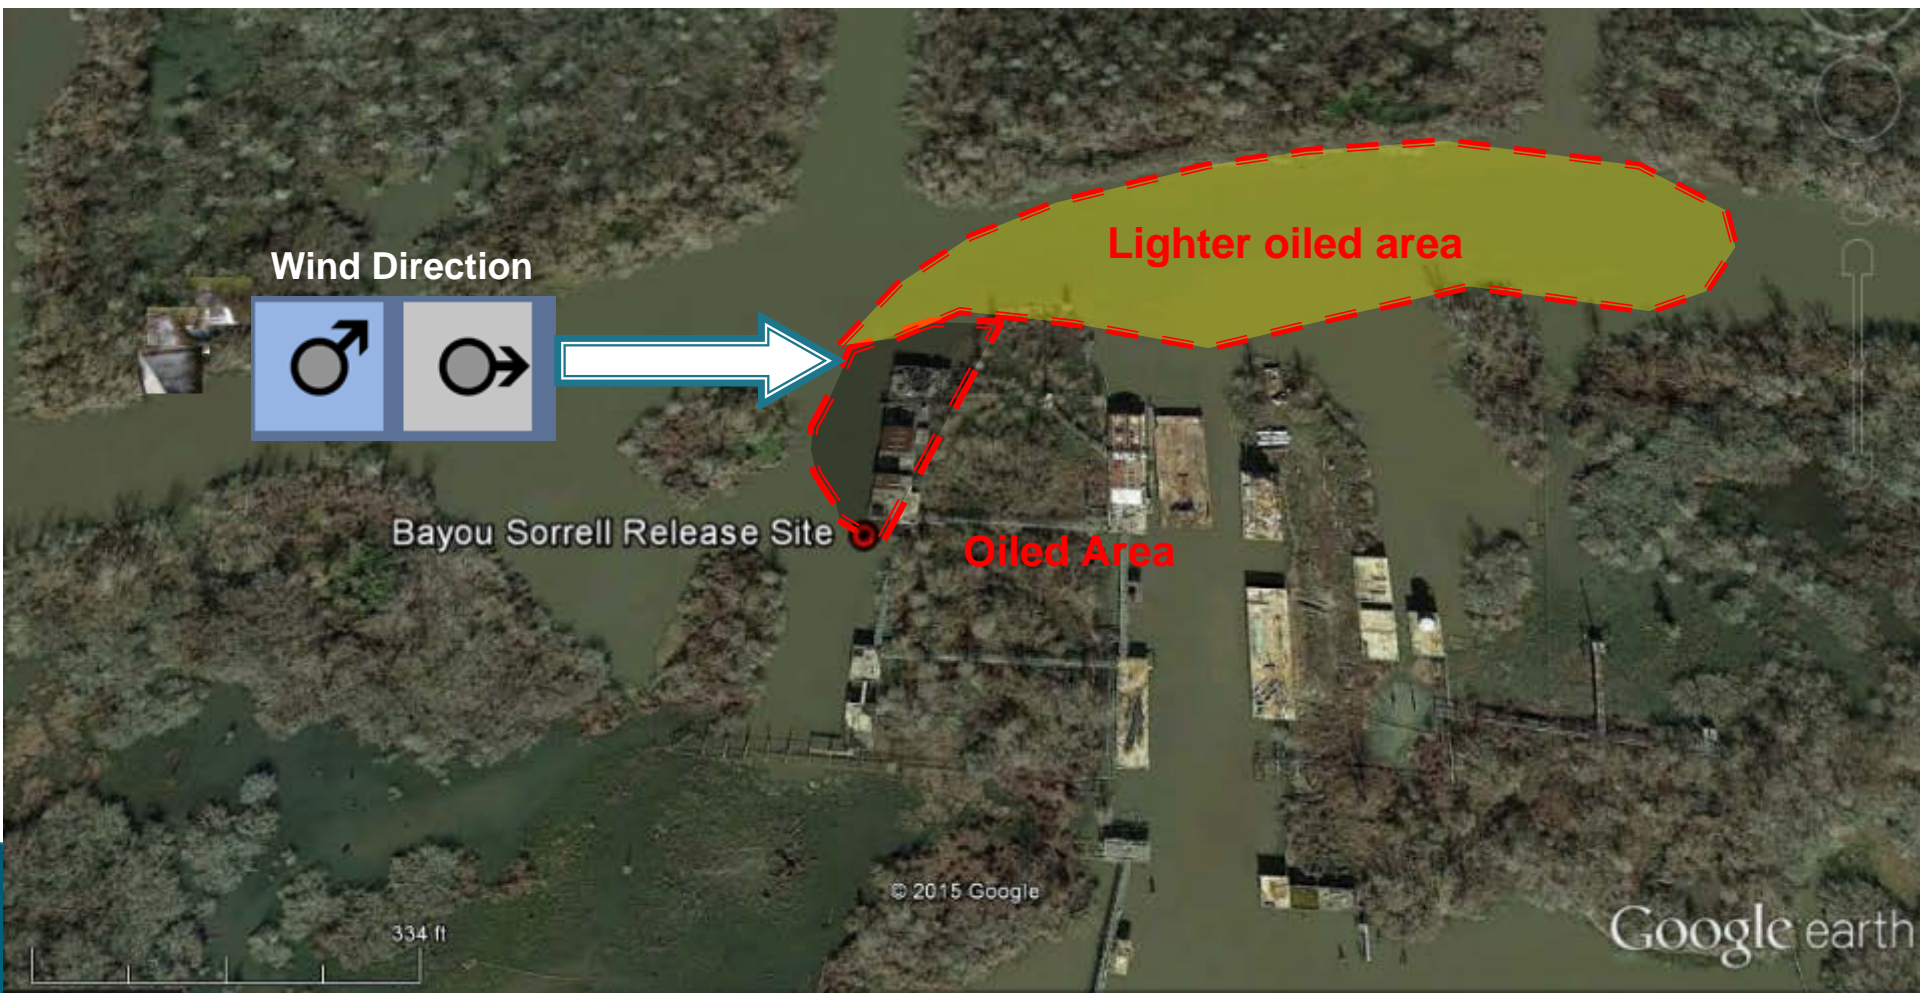 Wind Direction
Lighter oiled area
Bayou Sorrell Release Site
Oiled Area
© 2015 Google
334 ft
Google earth